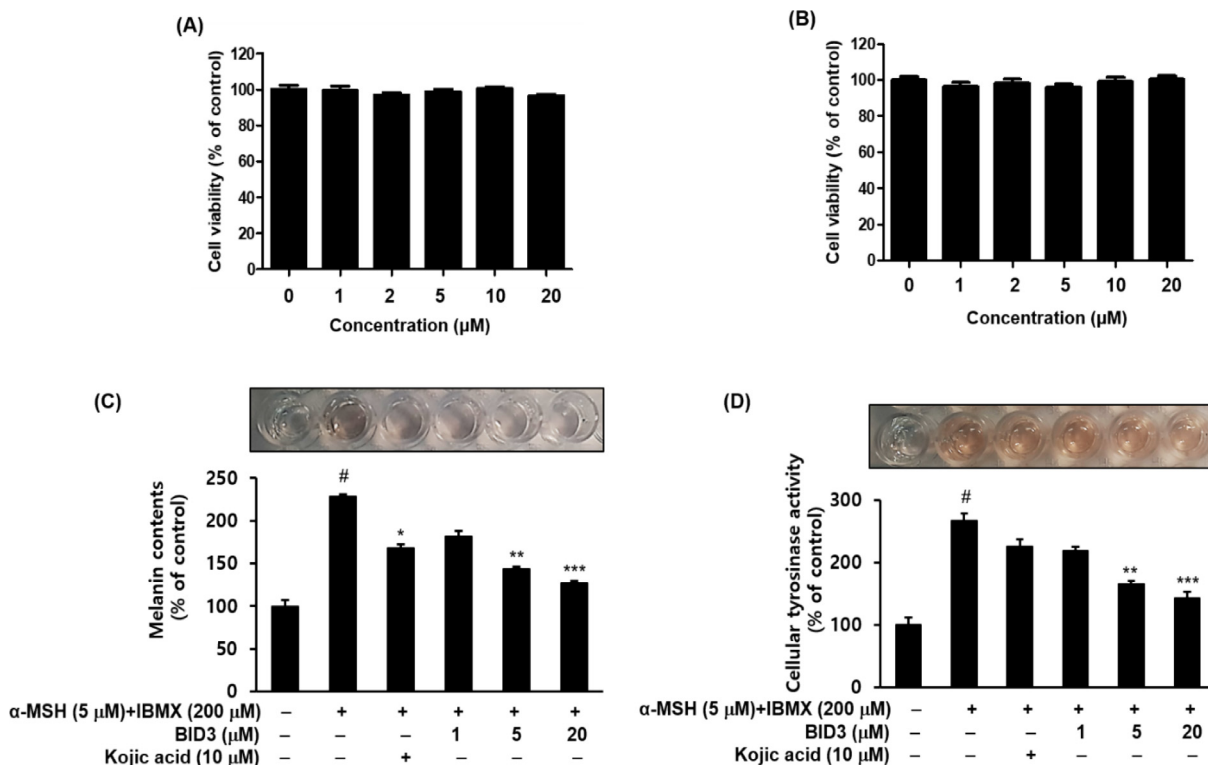 (A)
Cell viability (% of control)
120
100
80
60
40
20
0
0 1 2 5 10 20
Concentration (µM)
(B)
Cell viability (% of control)
120
100
80
60
40
20
0
0 1 2 5 10 20
Concentration (µM)
(C)
Melanin contents
(% of control)
250
200
150
100
50
0
# * ** ***
α-MSH (5 µM)+IBMX (200 µM) – + + + + +
BID3 (µM) – – – 1 5 20
Kojic acid (10 µM) – – + – – –
(D)
Cellular tyrosinase activity
(% of control)
300
200
100
0
# ** ***
α-MSH (5 µM)+IBMX (200 µM) – + + + + +
BID3 (µM) – – – 1 5 20
Kojic acid (10 µM) – – + – – –